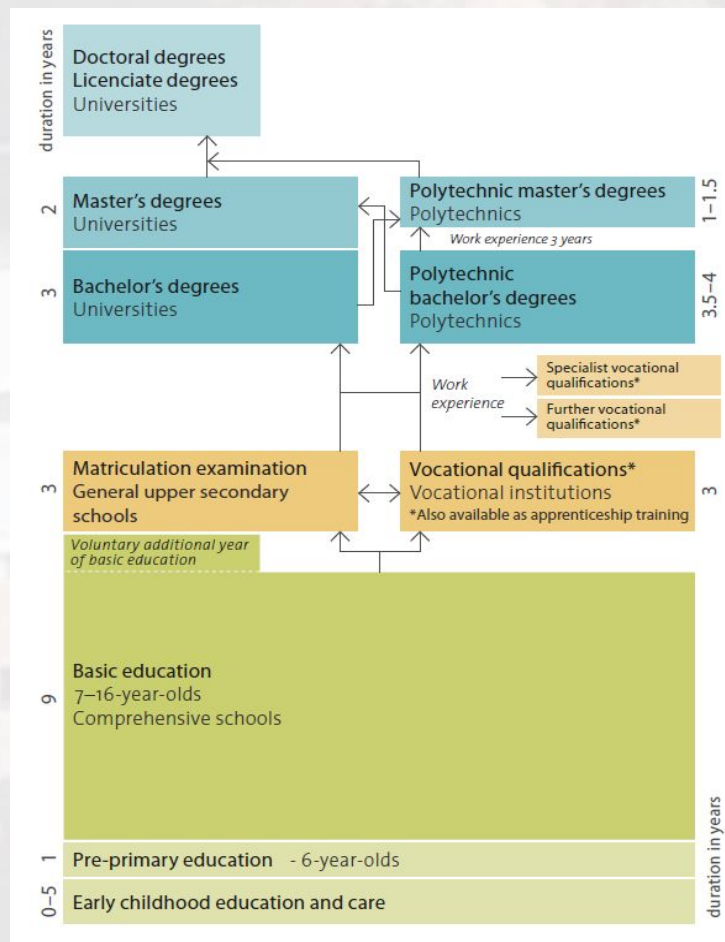 duration in years
Doctoral degrees
Licenciate degrees
Universities
2
Master's degrees
Universities
Polytechnic master's degrees
Polytechnics
1–1.5
Work experience 3 years
3
Bachelor's degrees
Universities
Polytechnic
bachelor's degrees
Polytechnics
3.5–4
Work
experience
Specialist vocational
qualifications*
Further vocational
qualifications*
3
Matriculation examination
General upper secondary
schools
Vocational qualifications*
Vocational institutions
*Also available as apprenticeship training
3
Voluntary additional year
of basic education
9
Basic education
7–16-year-olds
Comprehensive schools
1
Pre-primary education - 6-year-olds
0–5
Early childhood education and care
duration in years